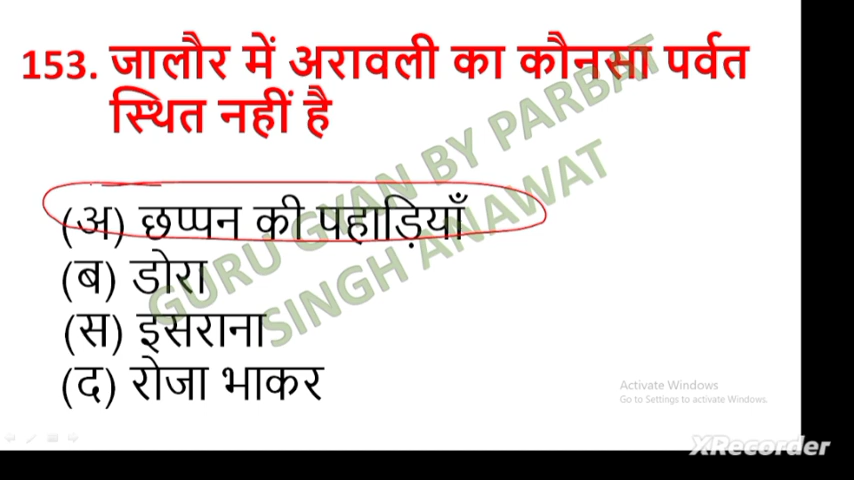 153. जालौर में अरावली का कौनसा पर्वत
स्थित नहीं है
(अ) छप्पन की पहाड़ियाँ
(ब) डोरा
(स) इसराना
(द) रोजा भाकर
GURU GYAN BY PARBAT
SINGH ANAWAT
Activate Windows
Go to Settings to activate Windows.
XRecorder